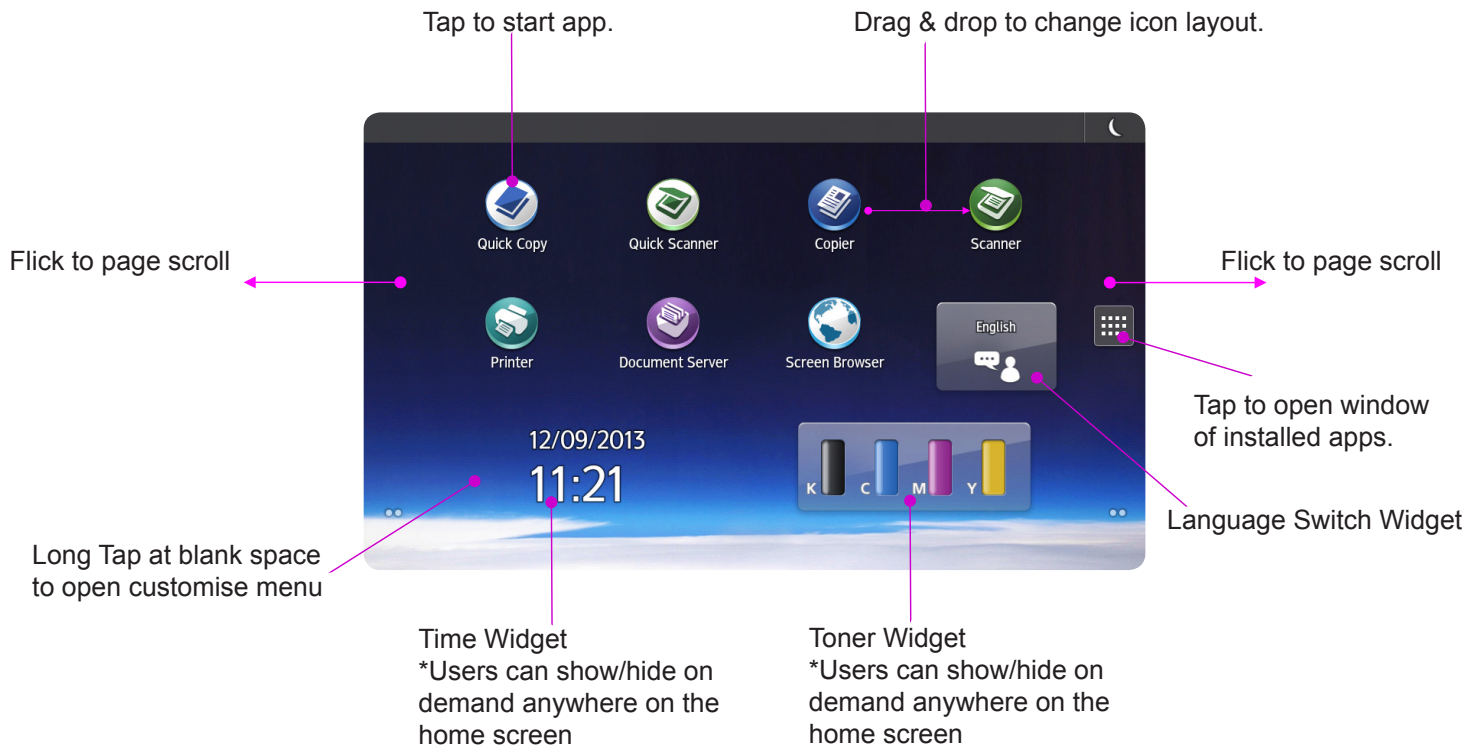 Tap to start app.
Drag & drop to change icon layout.
Quick Copy
Quick Scanner
Copier
Scanner
Flick to page scroll
Flick to page scroll
English
Printer
Document Server
Screen Browser
Tap to open window
of installed apps.
12/09/2013
11:21
K C M Y
Language Switch Widget
Long Tap at blank space
to open customise menu
Time Widget
*Users can show/hide on
demand anywhere on the
home screen
Toner Widget
*Users can show/hide on
demand anywhere on the
home screen